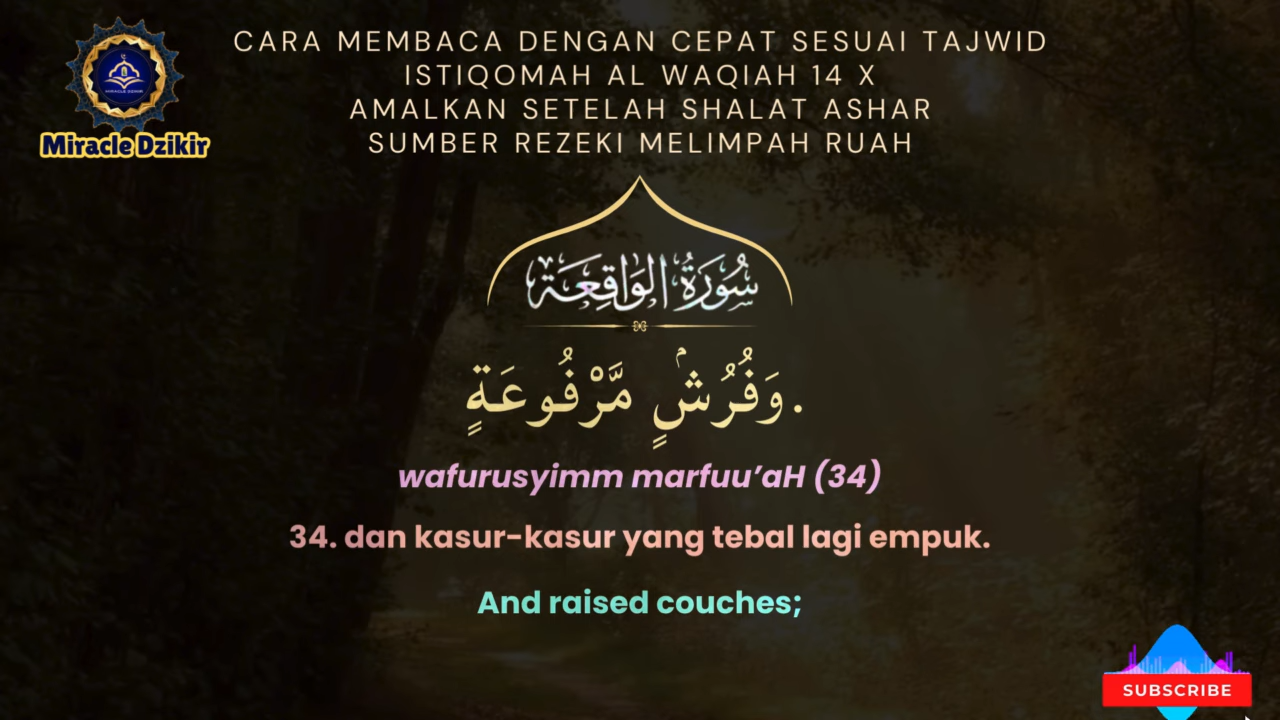 CARA MEMBACA DENGAN CEPAT SESUAI TAJWID
ISTIQOMAH AL WAQIAH 14 X
AMALKAN SETELAH SHALAT ASHAR
SUMBER REZEKI MELIMPAH RUAH
MIRACLE DZIKIR
Miracle Dzikir
سُورَةُ الوَاقِعَة
وَفُرُشٍۢ مَّرْفُوعَةٍ.
wafurusyimm marfuu’aH (34)
34. dan kasur-kasur yang tebal lagi empuk.
And raised couches;
SUBSCRIBE